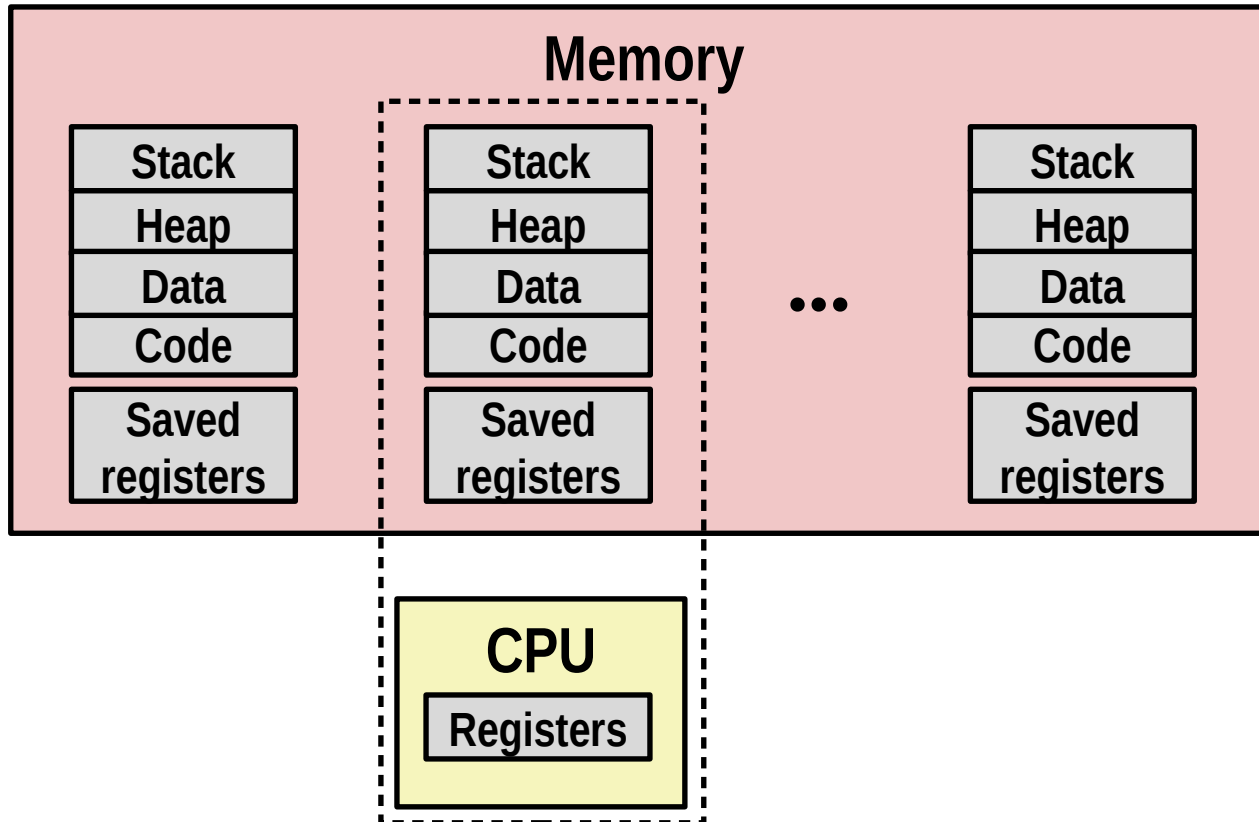 Memory
Stack
Heap
Data
Code
Saved
registers
Stack
Heap
Data
Code
Saved
registers
...
Stack
Heap
Data
Code
Saved
registers
CPU
Registers